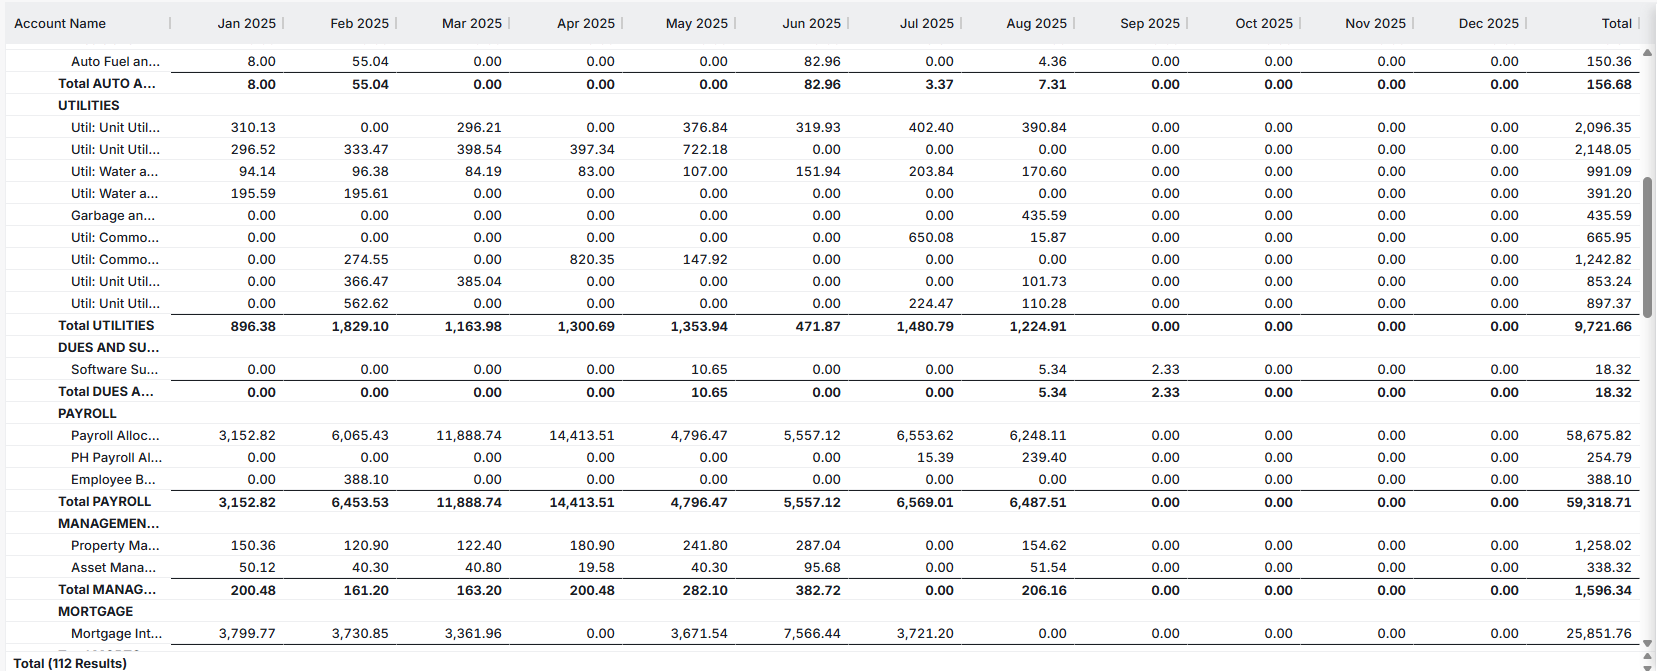 Account Name Jan 2025 Feb 2025 Mar 2025 Apr 2025 May 2025 Jun 2025 Jul 2025 Aug 2025 Sep 2025 Oct 2025 Nov 2025 Dec 2025 Total
Auto Fuel an... 8.00 55.04 0.00 0.00 0.00 82.96 0.00 4.36 0.00 0.00 0.00 0.00 150.36
Total AUTO A... 8.00 55.04 0.00 0.00 0.00 82.96 3.37 7.31 0.00 0.00 0.00 0.00 156.68
UTILITIES
Util: Unit Util... 310.13 0.00 296.21 0.00 376.84 319.93 402.40 390.84 0.00 0.00 0.00 0.00 2,096.35
Util: Unit Util... 296.52 333.47 398.54 397.34 722.18 0.00 0.00 0.00 0.00 0.00 0.00 0.00 2,148.05
Util: Water a... 94.14 96.38 84.19 83.00 107.00 151.94 203.84 170.60 0.00 0.00 0.00 0.00 991.09
Util: Water a... 195.59 195.61 0.00 0.00 0.00 0.00 0.00 0.00 0.00 0.00 0.00 0.00 391.20
Garbage an... 0.00 0.00 0.00 0.00 0.00 0.00 0.00 435.59 0.00 0.00 0.00 0.00 435.59
Util: Commo... 0.00 0.00 0.00 0.00 0.00 0.00 650.08 15.87 0.00 0.00 0.00 0.00 665.95
Util: Commo... 0.00 274.55 0.00 820.35 147.92 0.00 0.00 0.00 0.00 0.00 0.00 0.00 1,242.82
Util: Unit Util... 0.00 366.47 385.04 0.00 0.00 0.00 0.00 101.73 0.00 0.00 0.00 0.00 853.24
Util: Unit Util... 0.00 562.62 0.00 0.00 0.00 0.00 224.47 110.28 0.00 0.00 0.00 0.00 897.37
Total UTILITIES 896.38 1,829.10 1,163.98 1,300.69 1,353.94 471.87 1,480.79 1,224.91 0.00 0.00 0.00 0.00 9,721.66
DUES AND SU...
Software Su... 0.00 0.00 0.00 0.00 10.65 0.00 0.00 5.34 2.33 0.00 0.00 0.00 18.32
Total DUES A... 0.00 0.00 0.00 0.00 10.65 0.00 0.00 5.34 2.33 0.00 0.00 0.00 18.32
PAYROLL
Payroll Alloc... 3,152.82 6,065.43 11,888.74 14,413.51 4,796.47 5,557.12 6,553.62 6,248.11 0.00 0.00 0.00 0.00 58,675.82
PH Payroll Al... 0.00 0.00 0.00 0.00 0.00 0.00 15.39 239.40 0.00 0.00 0.00 0.00 254.79
Employee B... 0.00 388.10 0.00 0.00 0.00 0.00 0.00 0.00 0.00 0.00 0.00 0.00 388.10
Total PAYROLL 3,152.82 6,453.53 11,888.74 14,413.51 4,796.47 5,557.12 6,569.01 6,487.51 0.00 0.00 0.00 0.00 59,318.71
MANAGEMEN...
Property Ma... 150.36 120.90 122.40 180.90 241.80 287.04 0.00 154.62 0.00 0.00 0.00 0.00 1,258.02
Asset Mana... 50.12 40.30 40.80 19.58 40.30 95.68 0.00 51.54 0.00 0.00 0.00 0.00 338.32
Total MANAG... 200.48 161.20 163.20 200.48 282.10 382.72 0.00 206.16 0.00 0.00 0.00 0.00 1,596.34
MORTGAGE
Mortgage Int... 3,799.77 3,730.85 3,361.96 0.00 3,671.54 7,566.44 3,721.20 0.00 0.00 0.00 0.00 0.00 25,851.76
Total (112 Results)